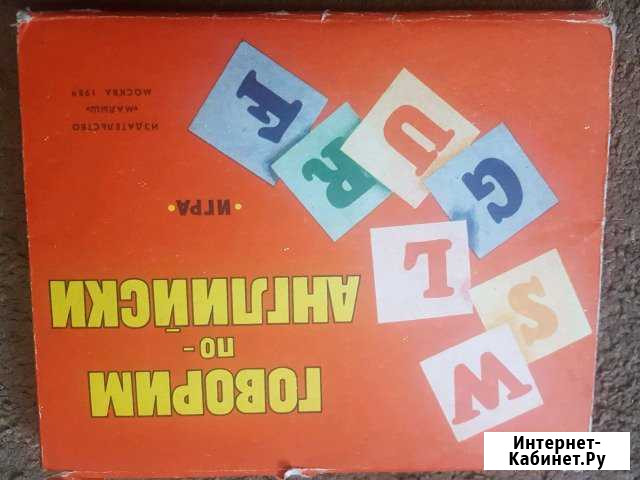 ГОВОРИМ
ПО-
АНГЛИЙСКИ
•ИГРА•
W
S
L
G
R
U
F
ИЗДАТЕЛЬСТВО
«МАЛЫШ»
МОСКВА 1989
Интернет-
Кабинет.Ру